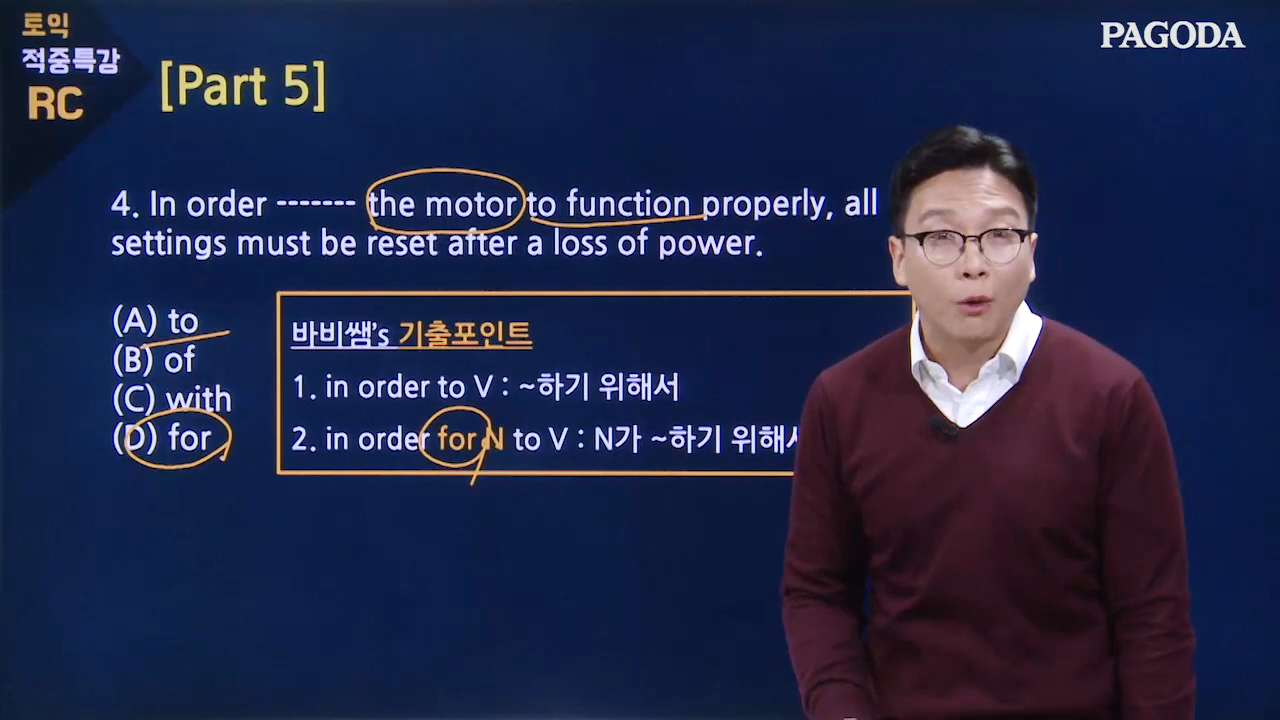 토익
적중특강
RC
PAGODA
[Part 5]
4. In order ------- the motor to function properly, all
settings must be reset after a loss of power.
(A) to
(B) of
(C) with
(D) for
바비쌤's 기출포인트
1. in order to V : ~하기 위해서
2. in order for N to V : N가 ~하기 위해서